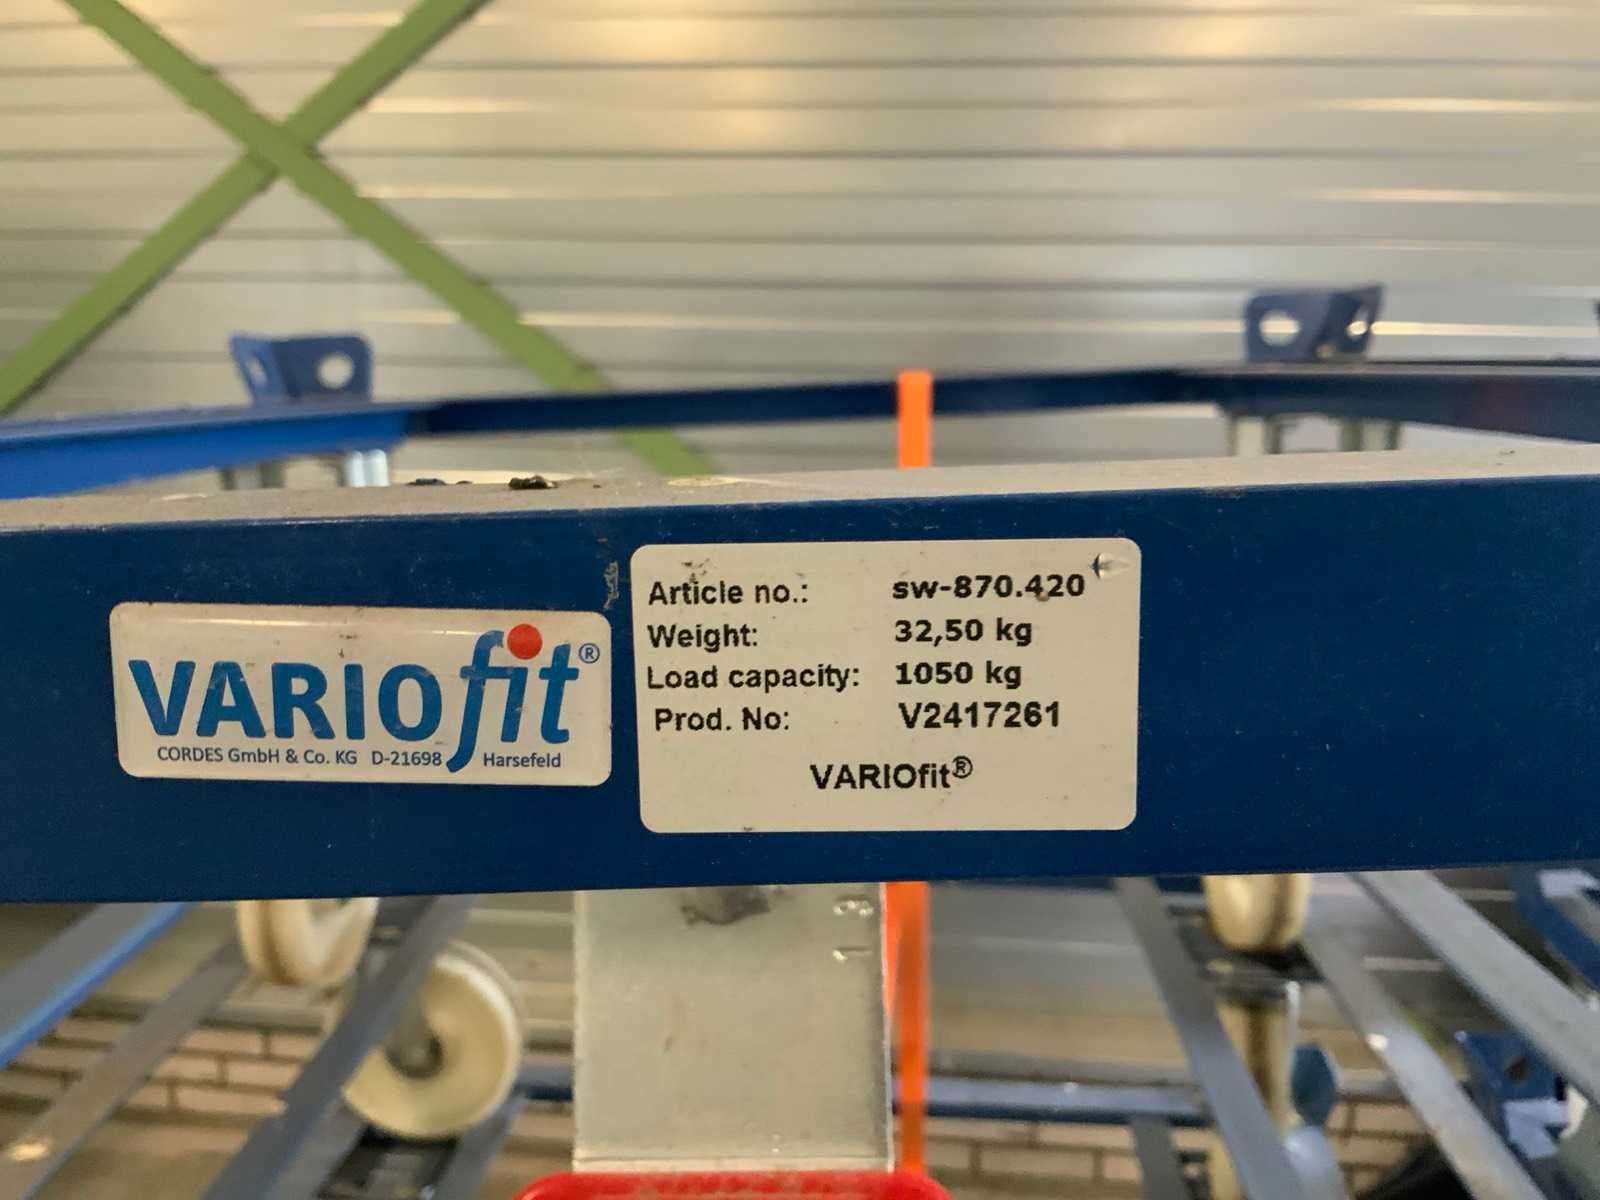 VARIOfit®
CORDES GmbH & Co. KG D-21698 Harsefeld
Article no.: sw-870.420
Weight: 32,50 kg
Load capacity: 1050 kg
Prod. No: V2417261
VARIOfit®